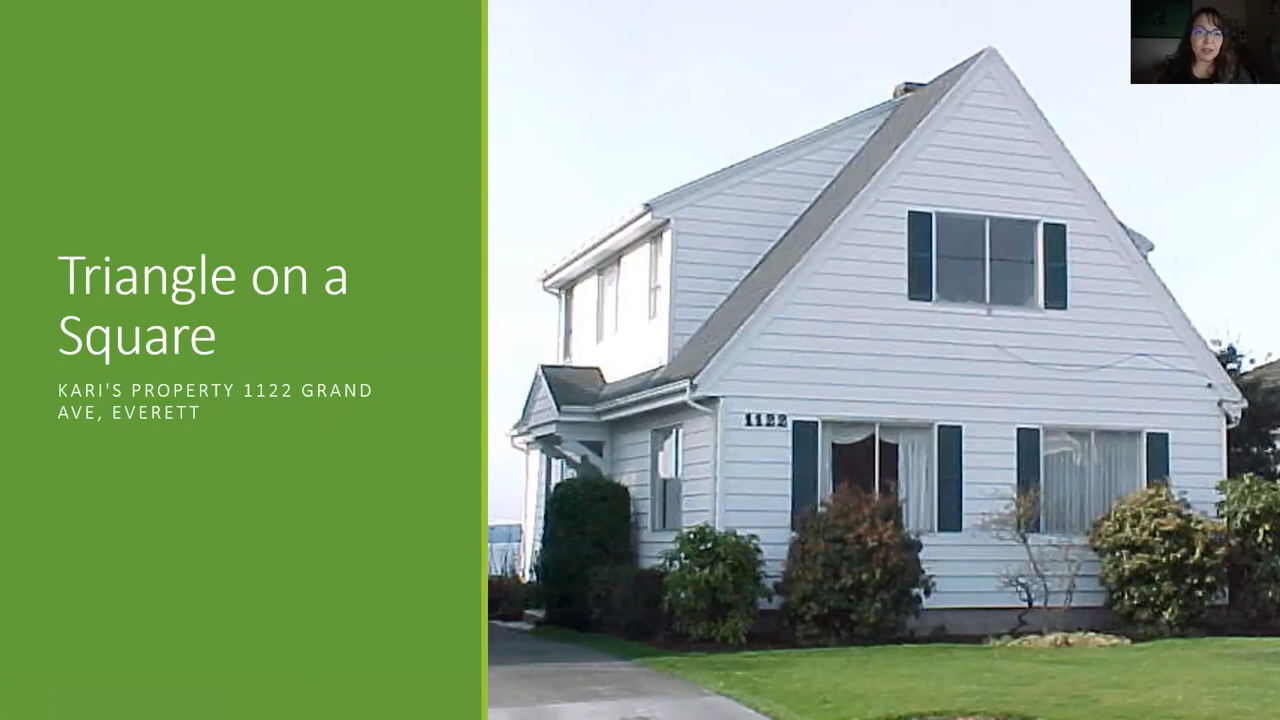 Triangle on a
Square
KARI'S PROPERTY 1122 GRAND
AVE, EVERETT
1122